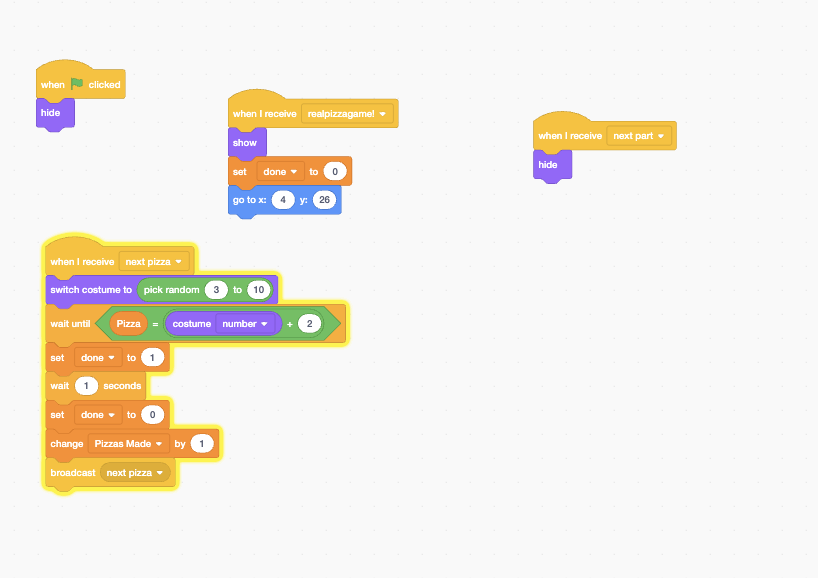 when clicked
hide
when I receive realpizzagame!
show
set done to 0
go to x: 4 y: 26
when I receive next part
hide
when I receive next pizza
switch costume to pick random 3 to 10
wait until Pizza = costume number + 2
set done to 1
wait 1 seconds
set done to 0
change Pizzas Made by 1
broadcast next pizza